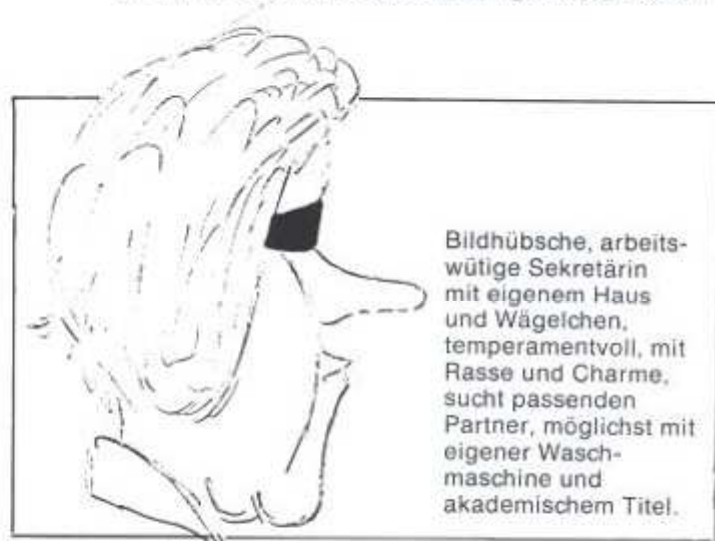 Bildhübsche, arbeits-
wütige Sekretärin
mit eigenem Haus
und Wägelchen,
temperamentvoll, mit
Rasse und Charme,
sucht passenden
Partner, möglichst mit
eigener Wasch-
maschine und
akademischem Titel.